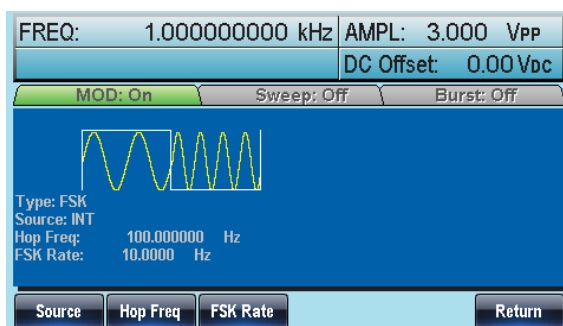 FREQ: 1.000000000 kHz AMPL: 3.000 VPP
DC Offset: 0.00 VDC
MOD: On Sweep: Off Burst: Off
Type: FSK
Source: INT
Hop Freq: 100.000000 Hz
FSK Rate: 10.0000 Hz
Source Hop Freq FSK Rate Return